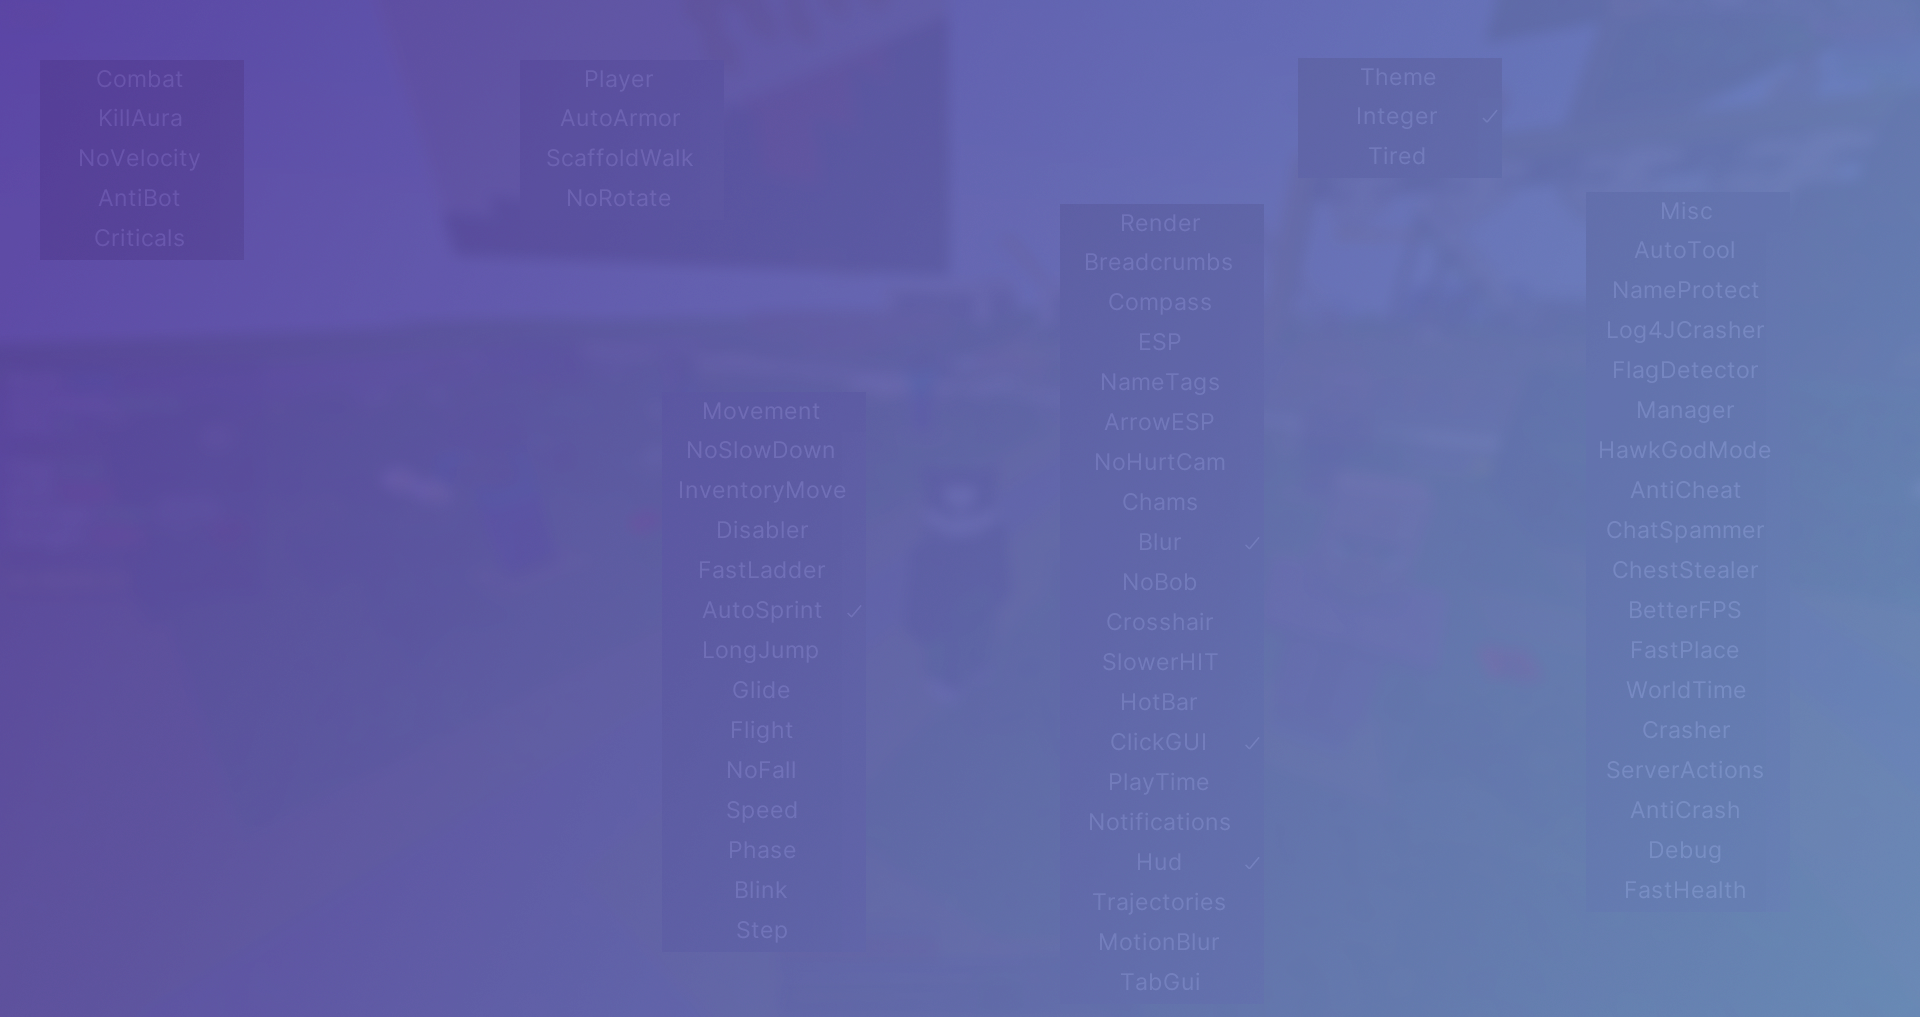 Combat
KillAura
NoVelocity
AntiBot
Criticals
Player
AutoArmor
ScaffoldWalk
NoRotate
Movement
NoSlowDown
InventoryMove
Disabler
FastLadder
AutoSprint ✓
LongJump
Glide
Flight
NoFall
Speed
Phase
Blink
Step
Render
Breadcrumbs
Compass
ESP
NameTags
ArrowESP
NoHurtCam
Chams
Blur ✓
NoBob
Crosshair
SlowerHIT
HotBar
ClickGUI ✓
PlayTime
Notifications
Hud ✓
Trajectories
MotionBlur
TabGui
Theme
Integer ✓
Tired
Misc
AutoTool
NameProtect
Log4JCrasher
FlagDetector
Manager
HawkGodMode
AntiCheat
ChatSpammer
ChestStealer
BetterFPS
FastPlace
WorldTime
Crasher
ServerActions
AntiCrash
Debug
FastHealth